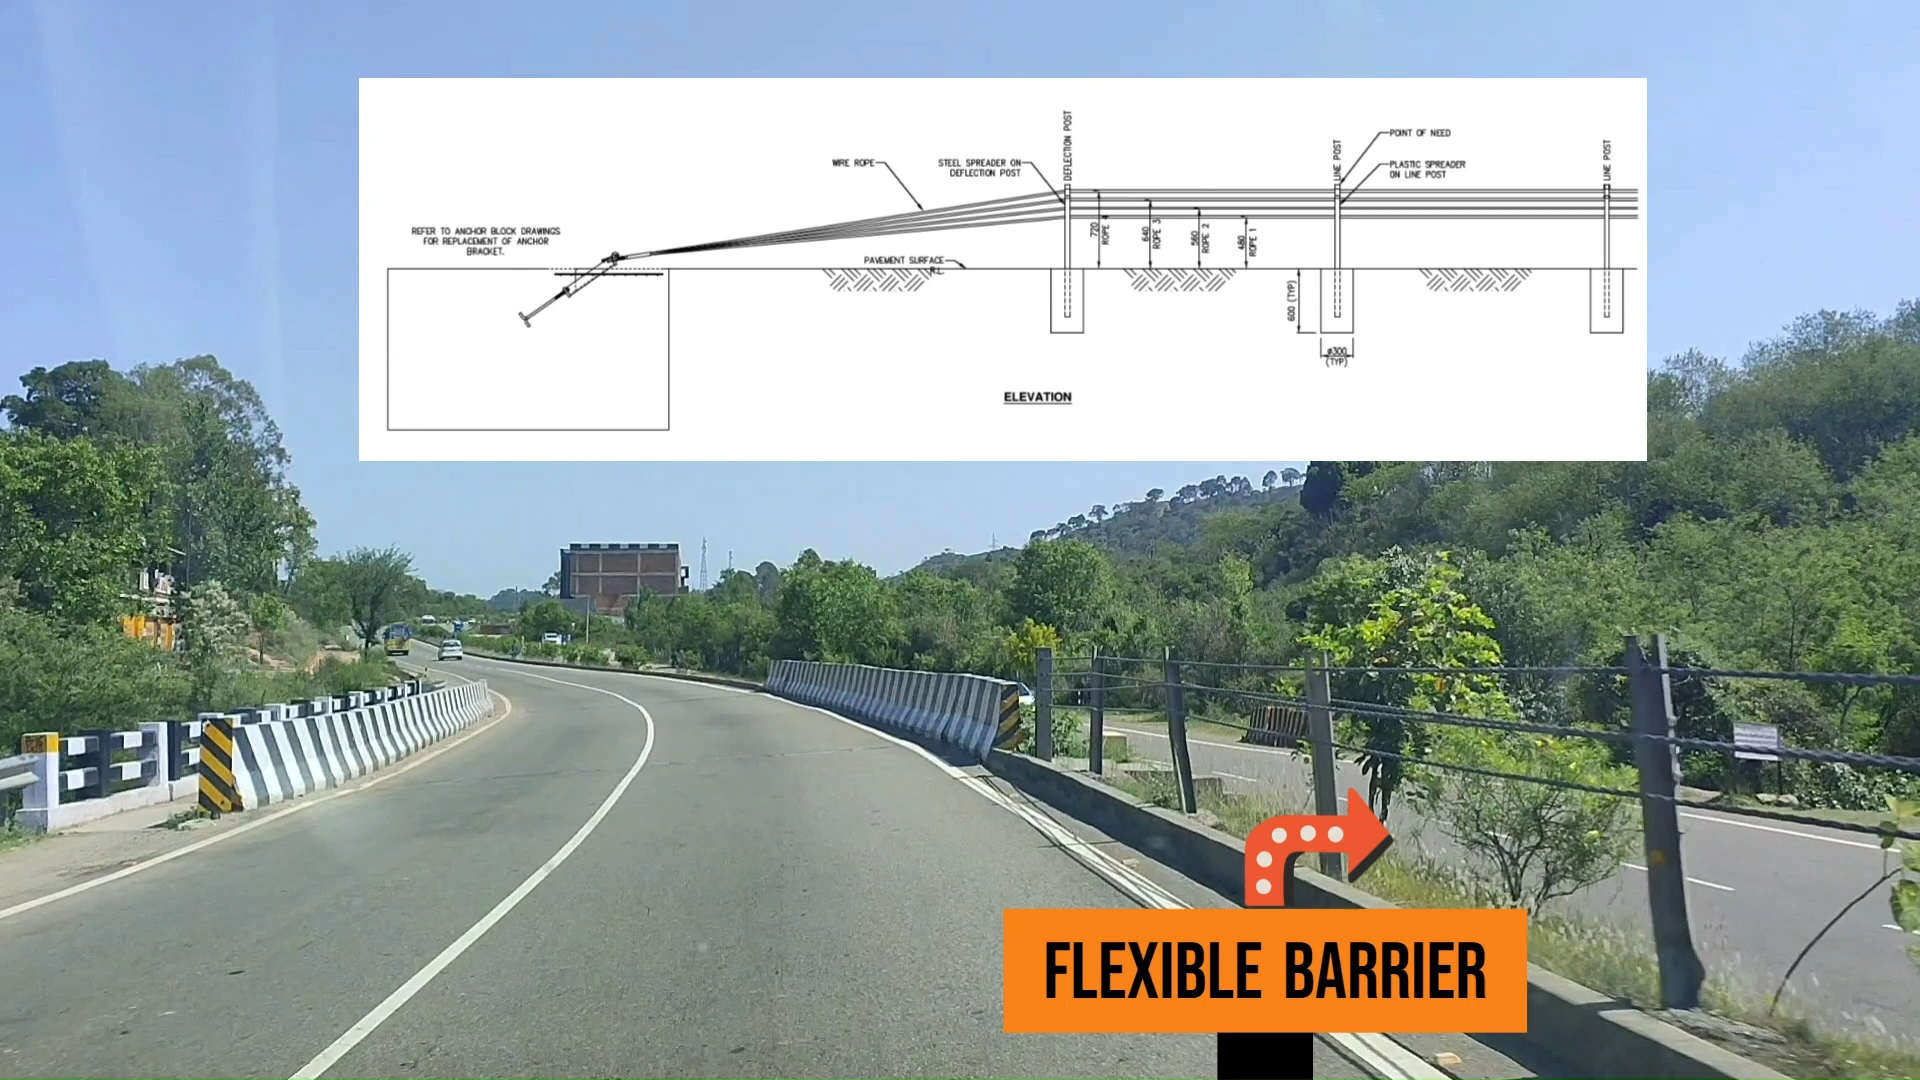 DEFLECTION POST
POINT OF NEED
LINE POST
LINE POST
WIRE ROPE
STEEL SPREADER ON
DEFLECTION POST
PLASTIC SPREADER
ON LINE POST
REFER TO ANCHOR BLOCK DRAWINGS
FOR REPLACEMENT OF ANCHOR
BRACKET.
720
ROPE 4
640
ROPE 3
560
ROPE 2
480
ROPE 1
PAVEMENT SURFACE
R.L.
600 (TYP)
ø300
(TYP)
ELEVATION
FLEXIBLE BARRIER